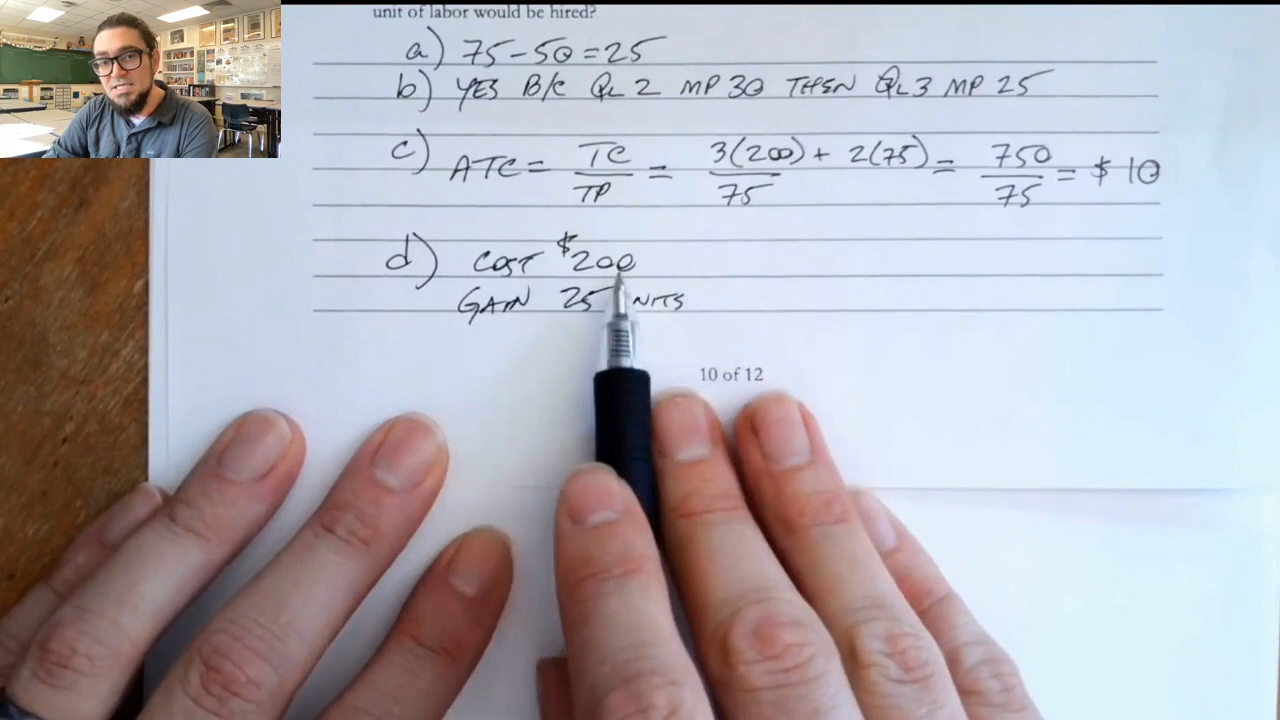 unit of labor would be hired?
a) 75-50=25
b) YES B/C QL 2 MP 30 THEN QL 3 MP 25
c) ATC = TC/TP = 3(200) + 2(75)/75 = 750/75 = $10
d) COST $200
GAIN 25 NITS
10 of 12